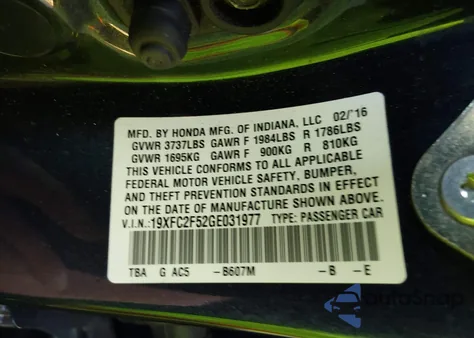 MFD. BY HONDA MFG. OF INDIANA, LLC 02/'16
GVWR 3737LBS GAWR F 1984LBS R 1786LBS
GVWR 1695KG GAWR F 900KG R 810KG
THIS VEHICLE CONFORMS TO ALL APPLICABLE
FEDERAL MOTOR VEHICLE SAFETY, BUMPER,
AND THEFT PREVENTION STANDARDS IN EFFECT
ON THE DATE OF MANUFACTURE SHOWN ABOVE.
V.I.N.:19XFC2F52GE031977 TYPE: PASSENGER CAR
TBA G AC5 -B607M -B -E
AutoSnap